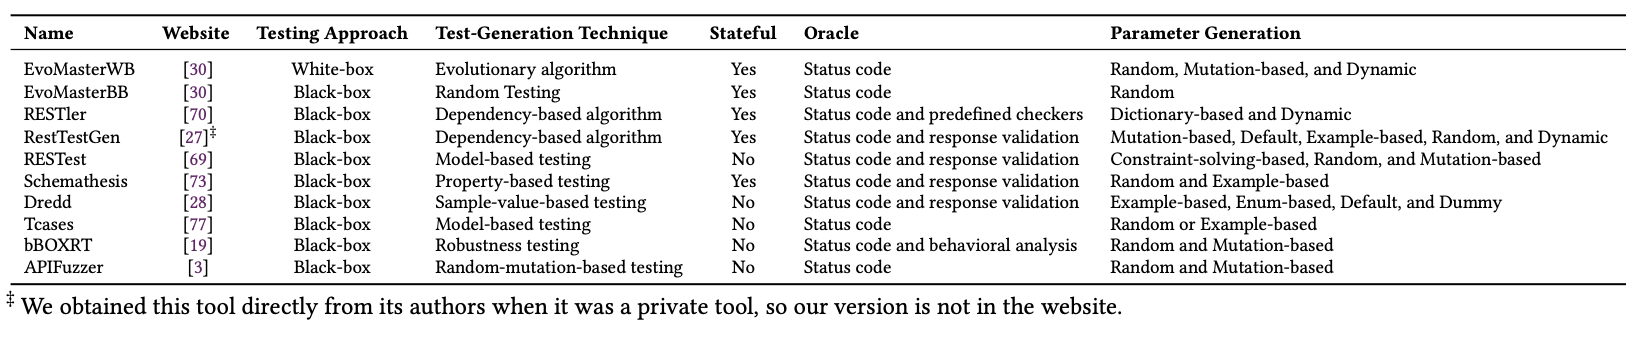 Name Website Testing Approach Test-Generation Technique Stateful Oracle Parameter Generation
EvoMasterWB [30] White-box Evolutionary algorithm Yes Status code Random, Mutation-based, and Dynamic
EvoMasterBB [30] Black-box Random Testing Yes Status code Random
RESTler [70] Black-box Dependency-based algorithm Yes Status code and predefined checkers Dictionary-based and Dynamic
RestTestGen [27]‡ Black-box Dependency-based algorithm Yes Status code and response validation Mutation-based, Default, Example-based, Random, and Dynamic
RESTest [69] Black-box Model-based testing No Status code and response validation Constraint-solving-based, Random, and Mutation-based
Schemathesis [73] Black-box Property-based testing Yes Status code and response validation Random and Example-based
Dredd [28] Black-box Sample-value-based testing No Status code and response validation Example-based, Enum-based, Default, and Dummy
Tcases [77] Black-box Model-based testing No Status code Random or Example-based
bBOXRT [19] Black-box Robustness testing No Status code and behavioral analysis Random and Mutation-based
APIFuzzer [3] Black-box Random-mutation-based testing No Status code Random and Mutation-based
‡ We obtained this tool directly from its authors when it was a private tool, so our version is not in the website.